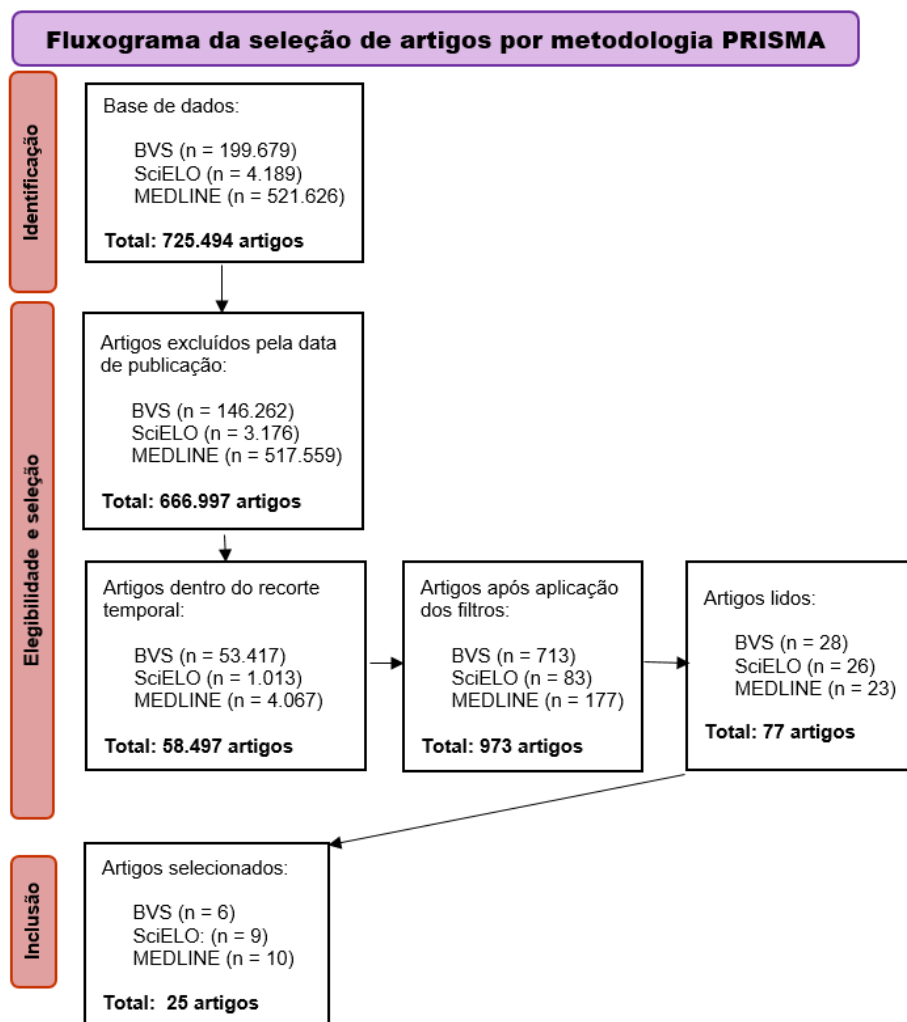 Fluxograma da seleção de artigos por metodologia PRISMA
Identificação
Base de dados:
BVS (n = 199.679)
SciELO (n = 4.189)
MEDLINE (n = 521.626)
Total: 725.494 artigos
Elegibilidade e seleção
Artigos excluídos pela data
de publicação:
BVS (n = 146.262)
SciELO (n = 3.176)
MEDLINE (n = 517.559)
Total: 666.997 artigos
Artigos dentro do recorte
temporal:
BVS (n = 53.417)
SciELO (n = 1.013)
MEDLINE (n = 4.067)
Total: 58.497 artigos
Artigos após aplicação
dos filtros:
BVS (n = 713)
SciELO (n = 83)
MEDLINE (n = 177)
Total: 973 artigos
Artigos lidos:
BVS (n = 28)
SciELO (n = 26)
MEDLINE (n = 23)
Total: 77 artigos
Inclusão
Artigos selecionados:
BVS (n = 6)
SciELO: (n = 9)
MEDLINE (n = 10)
Total:  25 artigos